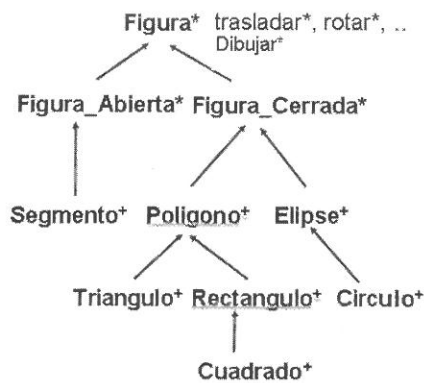 Figura* trasladar*, rotar*, ..
Dibujar*
Figura_Abierta* Figura_Cerrada*
Segmento+ Poligono+ Elipse+
Triangulo+ Rectangulo+ Circulo+
Cuadrado+